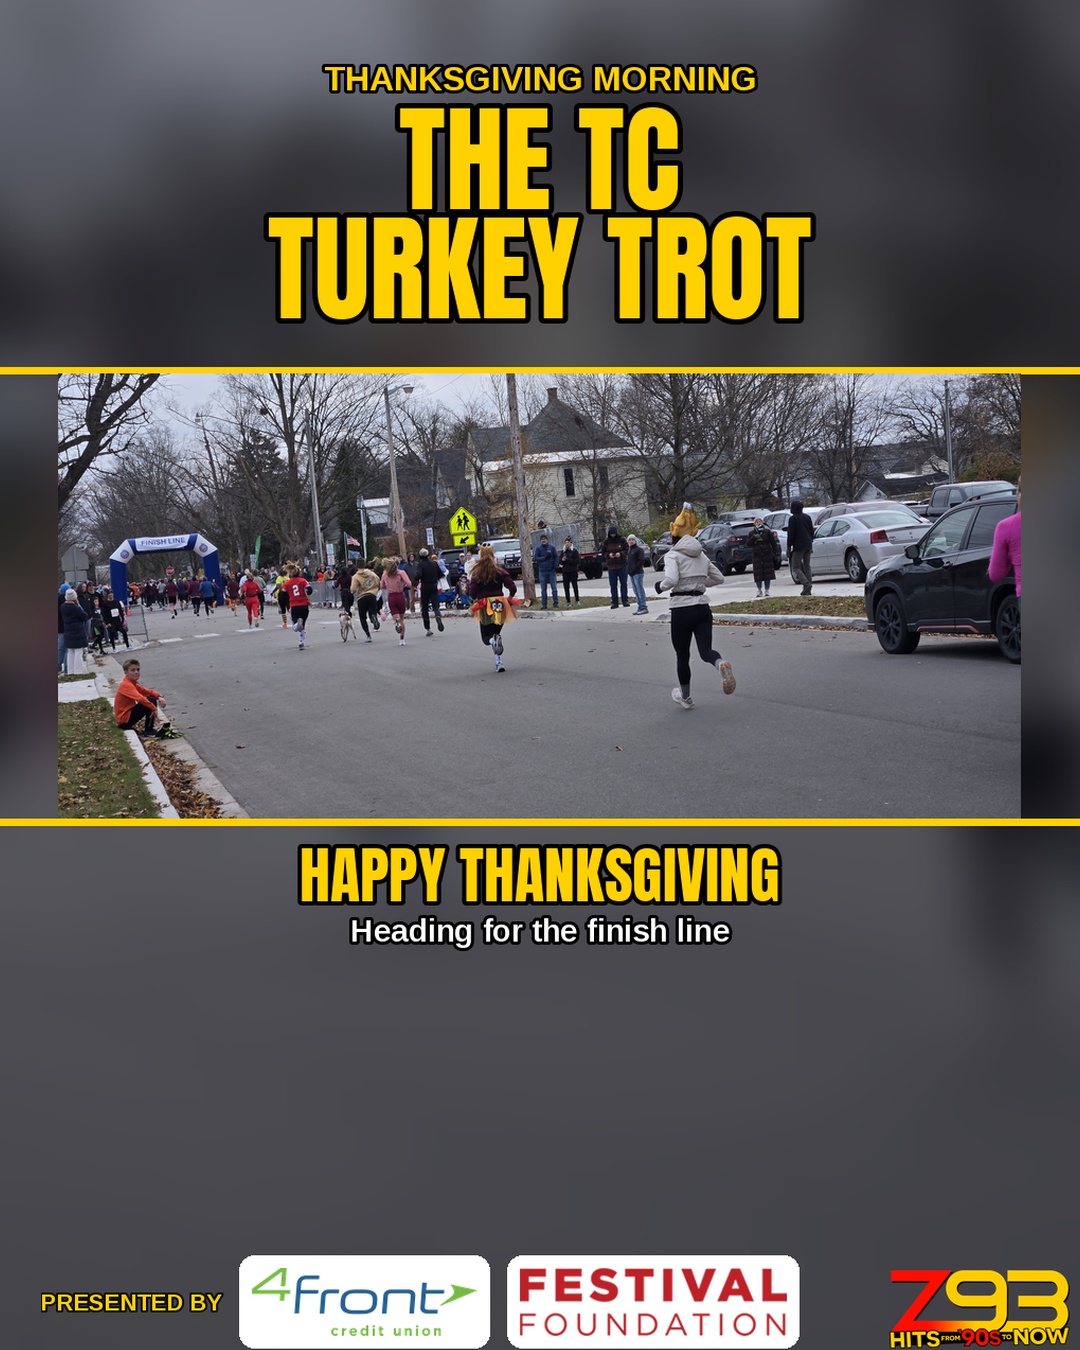 THANKSGIVING MORNING
THE TC
TURKEY TROT
FINISH LINE
2
HAPPY THANKSGIVING
Heading for the finish line
PRESENTED BY
4front
credit union
FESTIVAL
FOUNDATION
Z93
HITS FROM '90S TO NOW